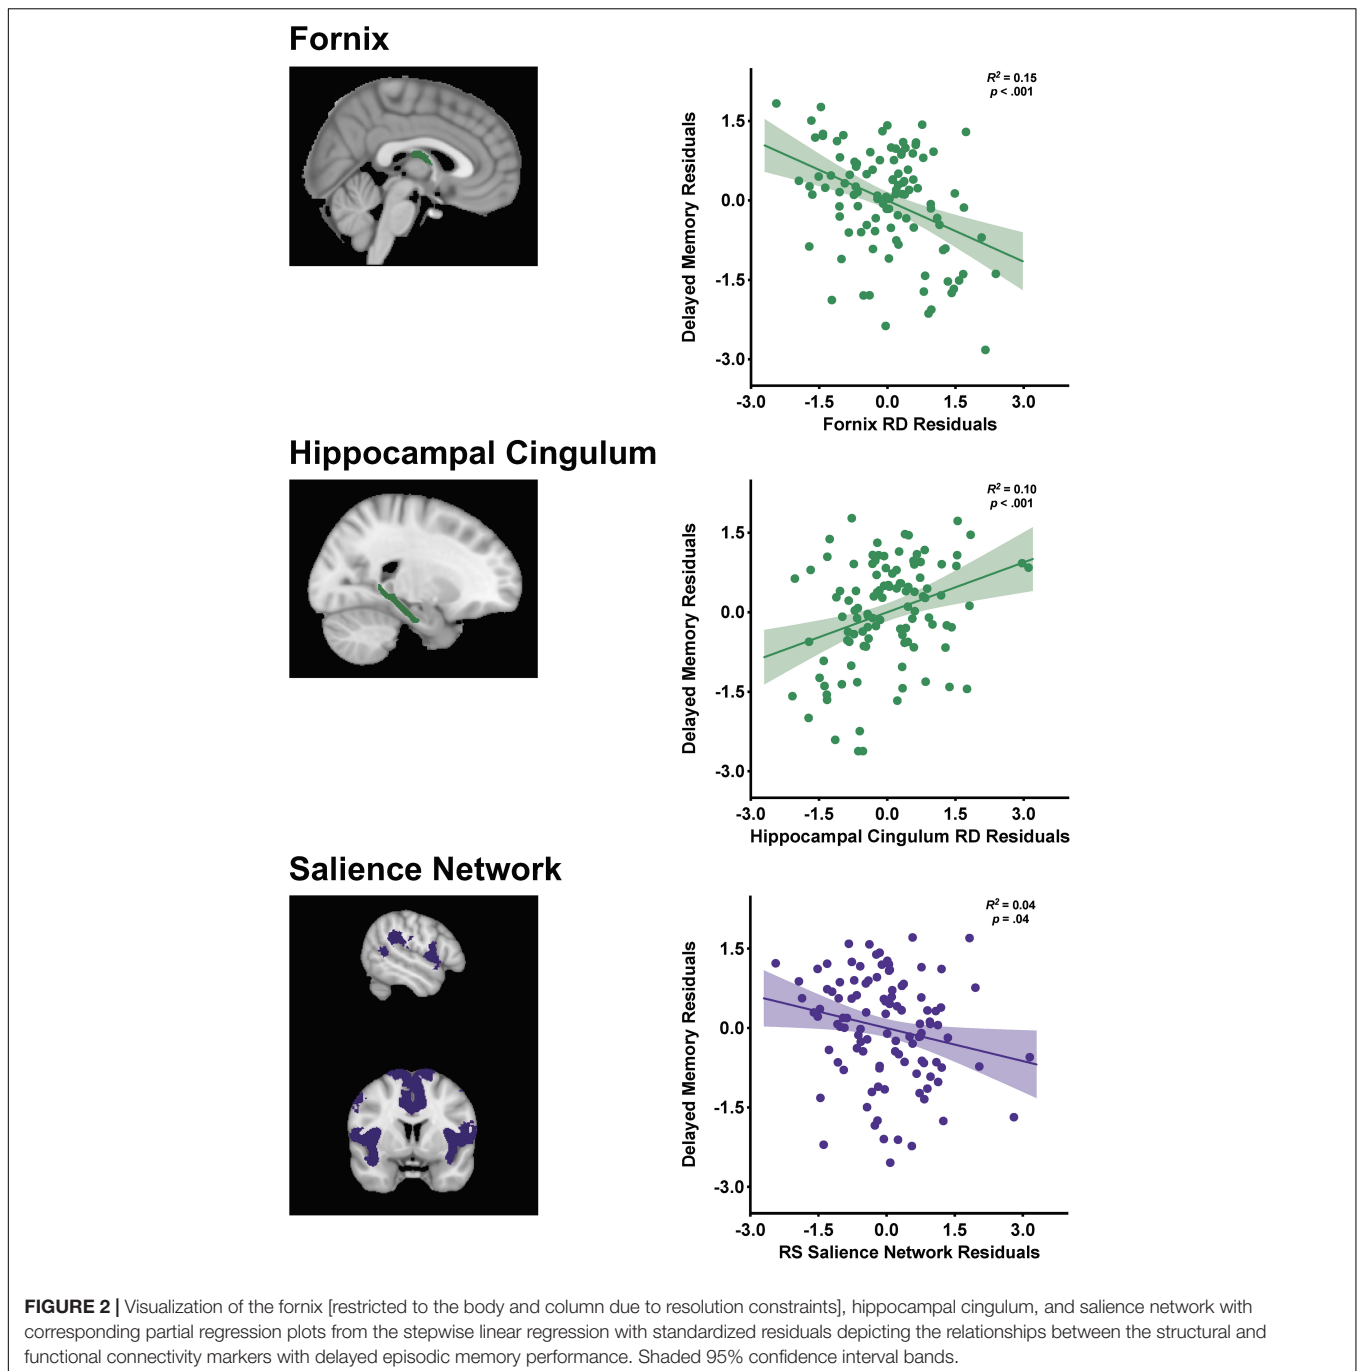 Fornix
R² = 0.15
p < .001
Delayed Memory Residuals
1.5
0.0
-1.5
-3.0
-3.0 -1.5 0.0 1.5 3.0
Fornix RD Residuals
Hippocampal Cingulum
R² = 0.10
p < .001
Delayed Memory Residuals
1.5
0.0
-1.5
-3.0
-3.0 -1.5 0.0 1.5 3.0
Hippocampal Cingulum RD Residuals
Salience Network
R² = 0.04
p = .04
Delayed Memory Residuals
1.5
0.0
-1.5
-3.0
-3.0 -1.5 0.0 1.5 3.0
RS Salience Network Residuals
FIGURE 2 | Visualization of the fornix [restricted to the body and column due to resolution constraints], hippocampal cingulum, and salience network with
corresponding partial regression plots from the stepwise linear regression with standardized residuals depicting the relationships between the structural and
functional connectivity markers with delayed episodic memory performance. Shaded 95% confidence interval bands.